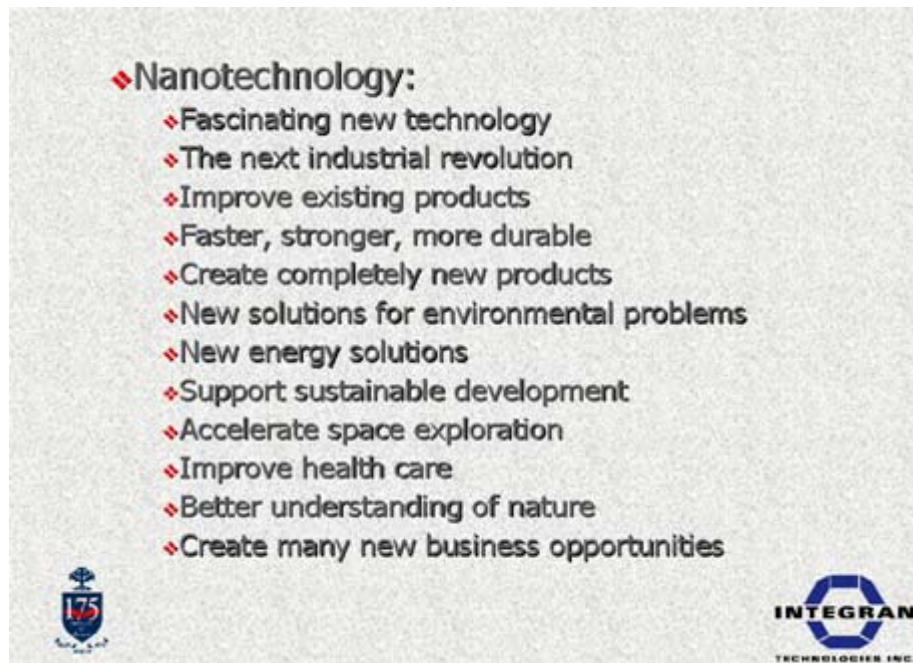 Nanotechnology:
Fascinating new technology
The next industrial revolution
Improve existing products
Faster, stronger, more durable
Create completely new products
New solutions for environmental problems
New energy solutions
Support sustainable development
Accelerate space exploration
Improve health care
Better understanding of nature
Create many new business opportunities
175
INTEGRAN
TECHNOLOGIES INC